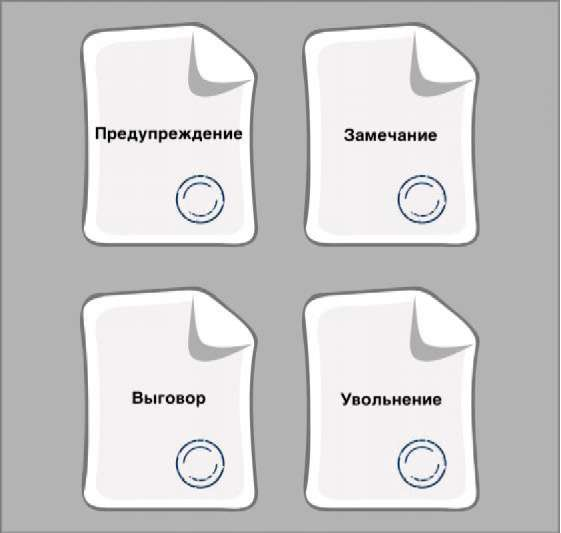 Предупреждение
Замечание
Выговор
Увольнение